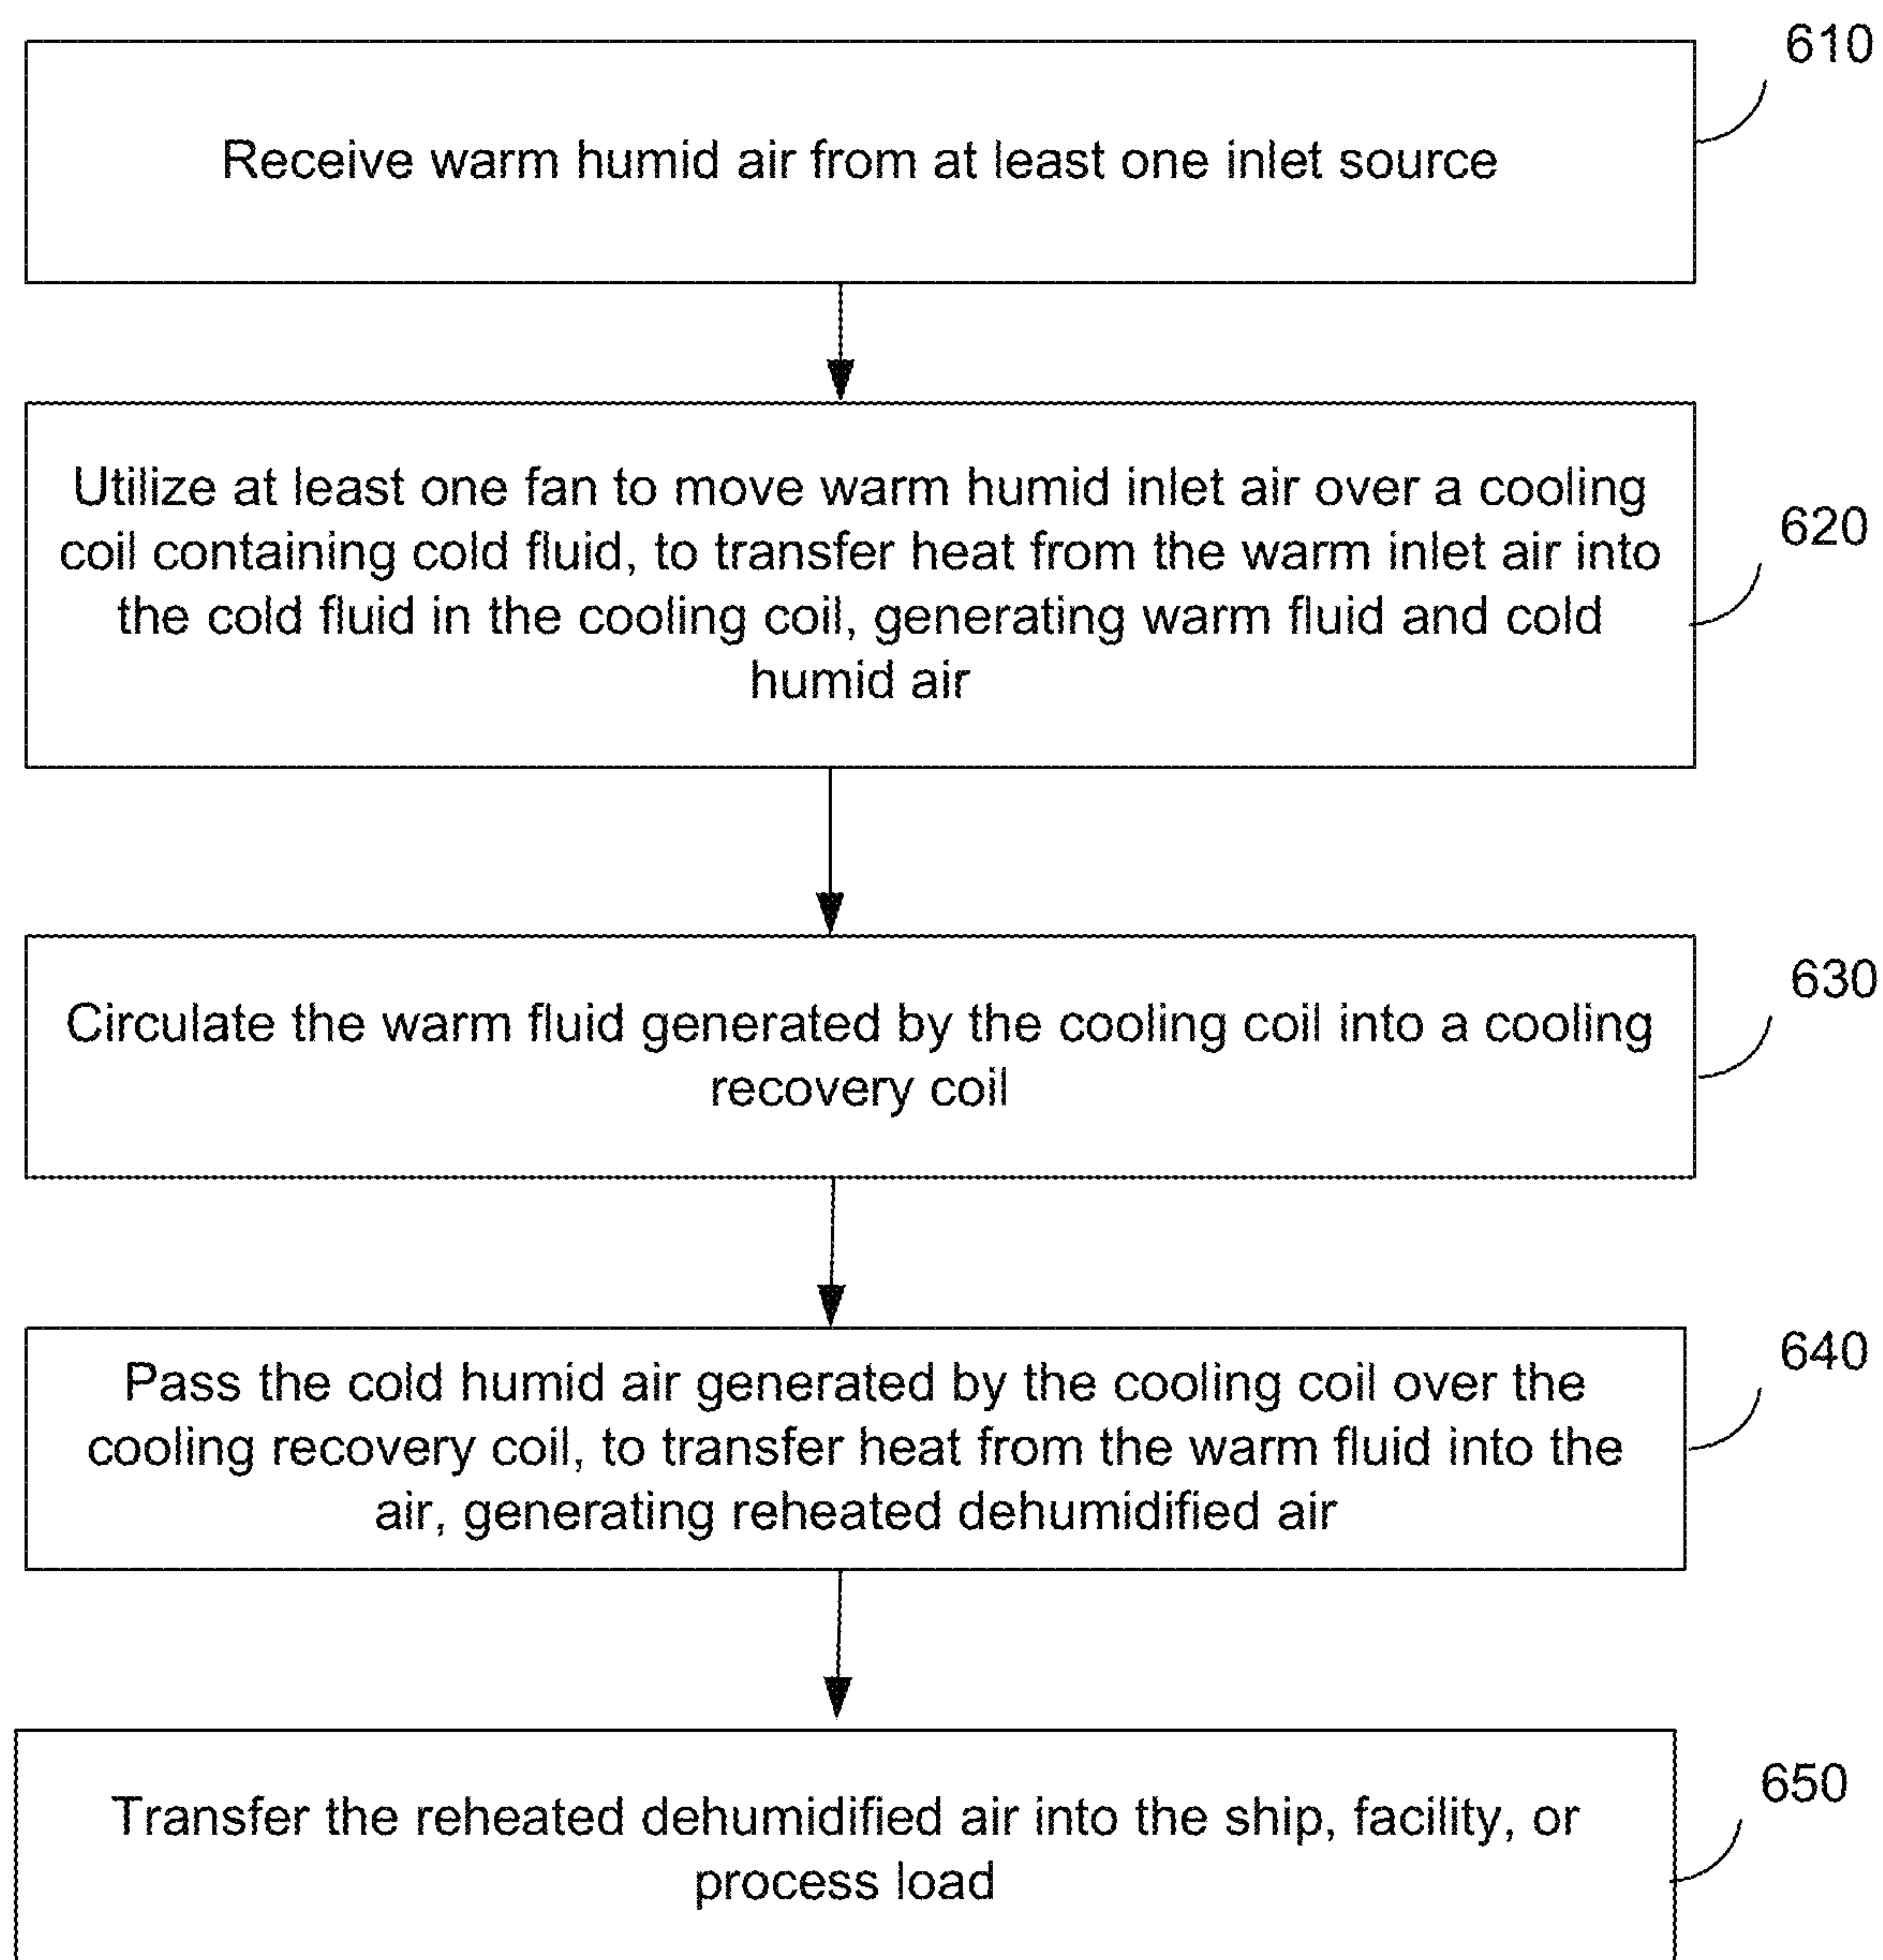 610
Receive warm humid air from at least one inlet source
Utilize at least one fan to move warm humid inlet air over a cooling
coil containing cold fluid, to transfer heat from the warm inlet air into
the cold fluid in the cooling coil, generating warm fluid and cold
humid air
620
Circulate the warm fluid generated by the cooling coil into a cooling
recovery coil
630
Pass the cold humid air generated by the cooling coil over the
cooling recovery coil, to transfer heat from the warm fluid into the
air, generating reheated dehumidified air
640
Transfer the reheated dehumidified air into the ship, facility, or
process load
650